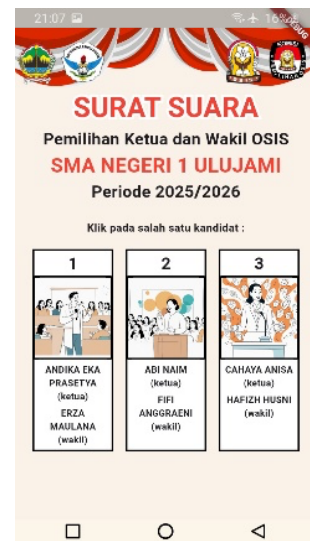 21:07
16%
SURAT SUARA
Pemilihan Ketua dan Wakil OSIS
SMA NEGERI 1 ULUJAMI
Periode 2025/2026
Klik pada salah satu kandidat :
1
2
3
ANDIKA EKA
PRASETYA
(ketua)
ERZA
MAULANA
(wakil)
ABI NAIM
(ketua)
FIFI
ANGGRAENI
(wakil)
CAHAYA ANISA
(ketua)
HAFIZH HUSNI
(wakil)